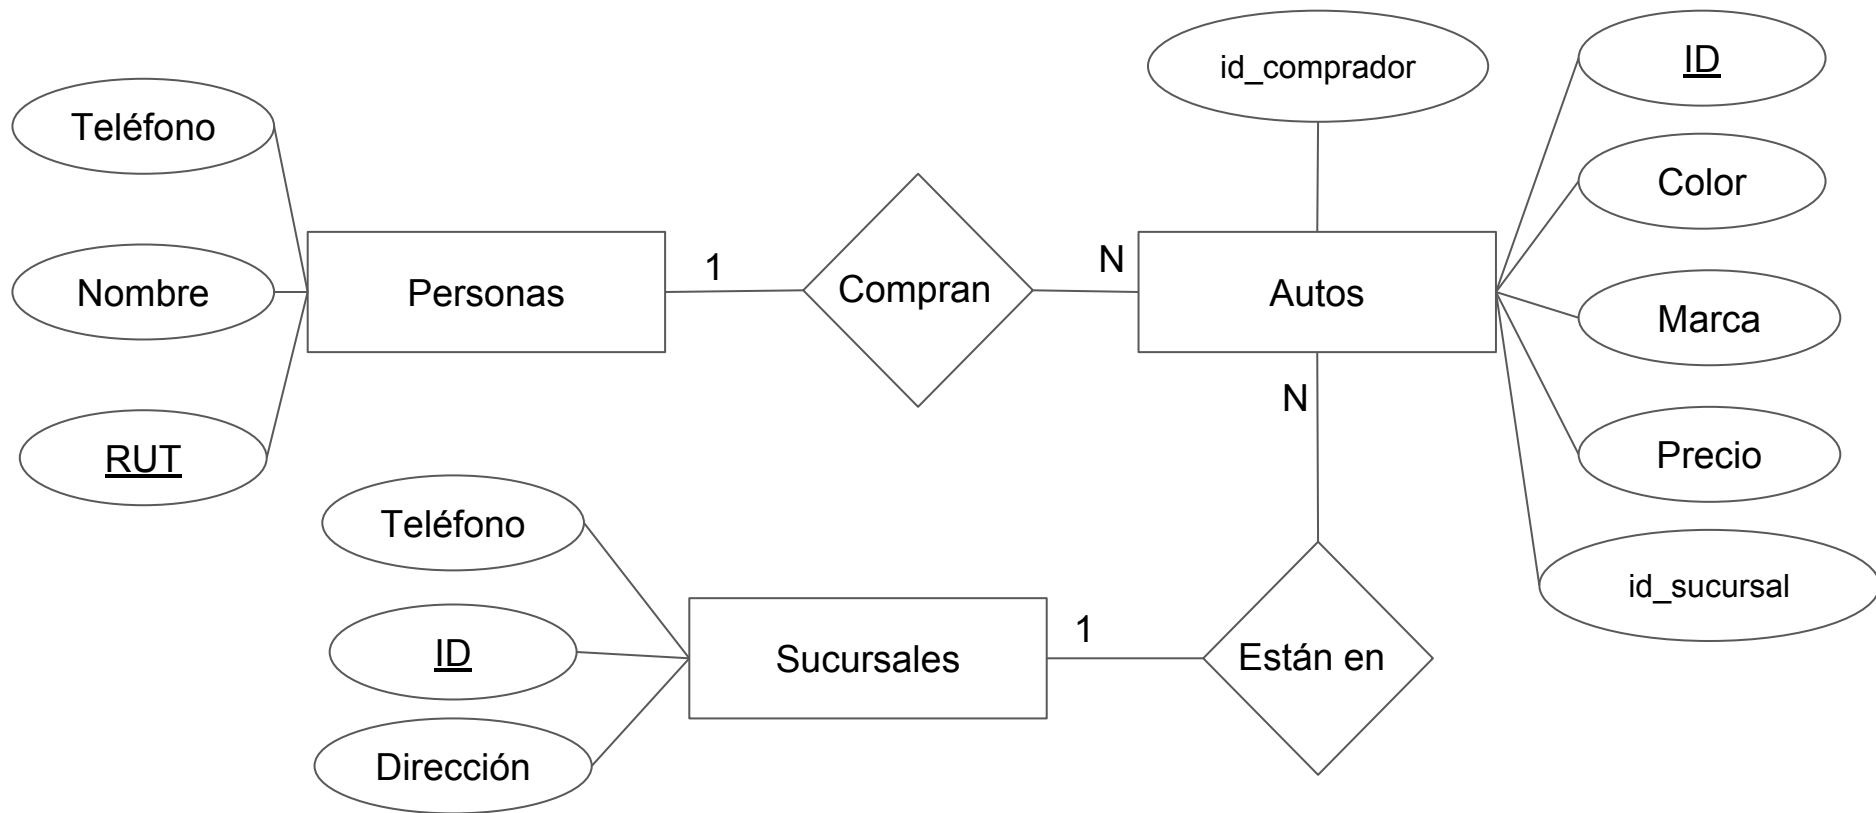 id_comprador
ID
Teléfono
Color
Nombre
Personas
1
Compran
N
Autos
Marca
N
RUT
Precio
Teléfono
id_sucursal
ID
Sucursales
1
Están en
Dirección